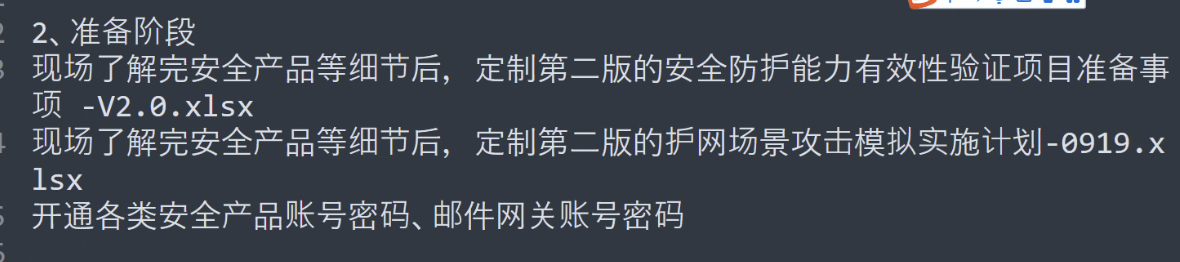 2、准备阶段
现场了解完安全产品等细节后，定制第二版的安全防护能力有效性验证项目准备事
项 -V2.0.xlsx
现场了解完安全产品等细节后，定制第二版的护网场景攻击模拟实施计划-0919.x
lsx
开通各类安全产品账号密码、邮件网关账号密码